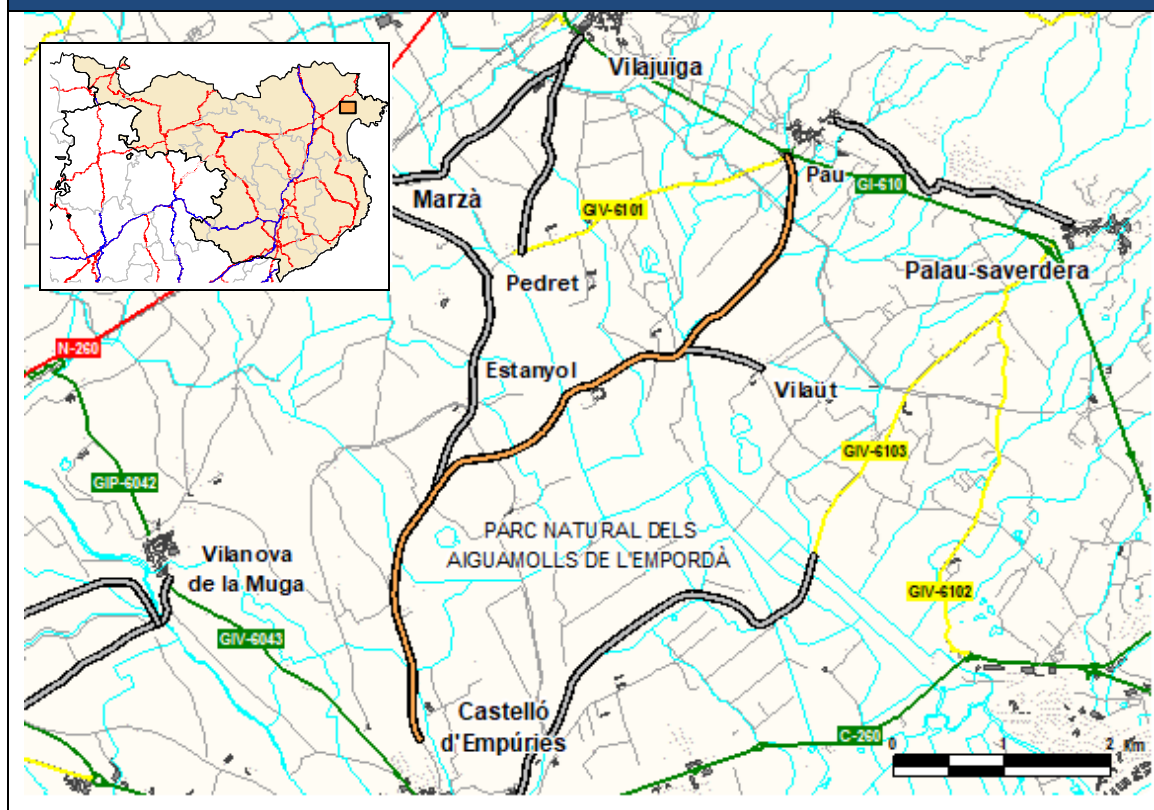 Vilajuïga
Pau
GI-610
Marzà
GIV-6101
Palau-saverdera
Pedret
N-260
Estanyol
Vilaüt
GIV-6103
GIP-6042
PARC NATURAL DELS
AIGUAMOLLS DE L'EMPORDÀ
Vilanova
de la Muga
GIV-6102
GIV-6043
Castelló
d'Empúries
C-260
0 1 2 Km